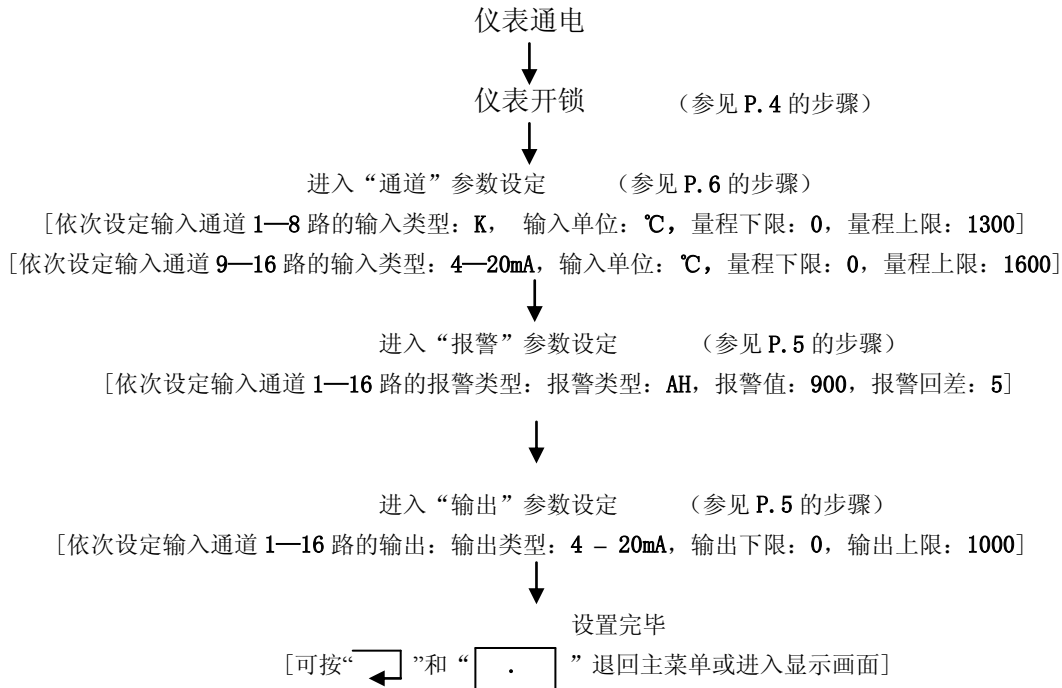 仪表通电
仪表开锁 （参见 P.4 的步骤）
进入“通道”参数设定 （参见 P.6 的步骤）
[依次设定输入通道 1—8 路的输入类型：K， 输入单位：℃，量程下限：0，量程上限：1300]
[依次设定输入通道 9—16 路的输入类型：4—20mA，输入单位：℃，量程下限：0，量程上限：1600]
进入“报警”参数设定 （参见 P.5 的步骤）
[依次设定输入通道 1—16 路的报警类型：报警类型：AH，报警值：900，报警回差：5]
进入“输出”参数设定 （参见 P.5 的步骤）
[依次设定输入通道 1—16 路的输出：输出类型：4 – 20mA，输出下限：0，输出上限：1000]
设置完毕
[可按“ ”和“ . ”退回主菜单或进入显示画面]